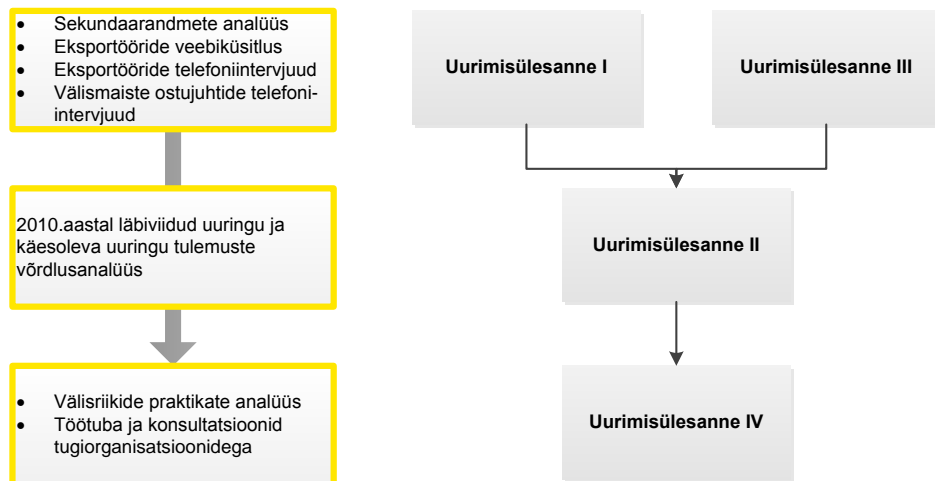 • Sekundaarandmete analüüs
• Eksportööride veebiküsitlus
• Eksportööride telefoniintervjuud
• Välismaiste ostujuhtide telefoni-
intervjuud
Uurimisülesanne I
Uurimisülesanne III
2010.aastal läbiviidud uuringu ja
käesoleva uuringu tulemuste
võrdlusanalüüs
Uurimisülesanne II
• Välisriikide praktikate analüüs
• Töötuba ja konsultatsioonid
tugiorganisatsioonidega
Uurimisülesanne IV